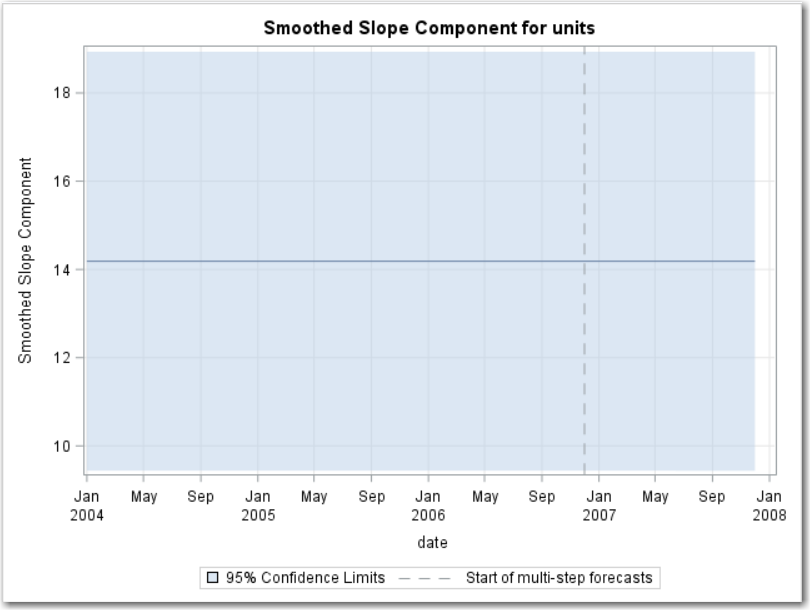 Smoothed Slope Component for units
Smoothed Slope Component
18
16
14
12
10
Jan May Sep Jan May Sep Jan May Sep Jan May Sep Jan
2004 2005 2006 2007 2008
date
95% Confidence Limits Start of multi-step forecasts